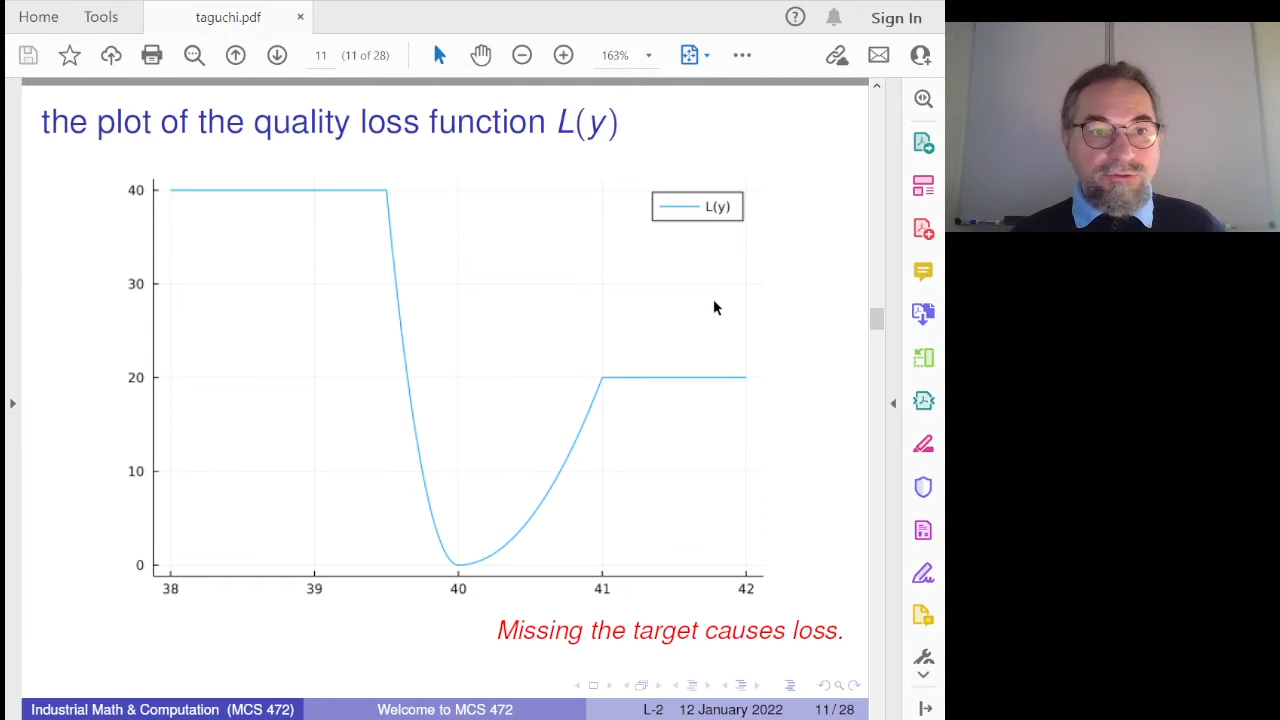 Home Tools taguchi.pdf × Sign In
11 (11 of 28) 163%
the plot of the quality loss function L(y)
40
30
20
10
0
L(y)
38 39 40 41 42
Missing the target causes loss.
Industrial Math & Computation (MCS 472) Welcome to MCS 472 L-2 12 January 2022 11 / 28